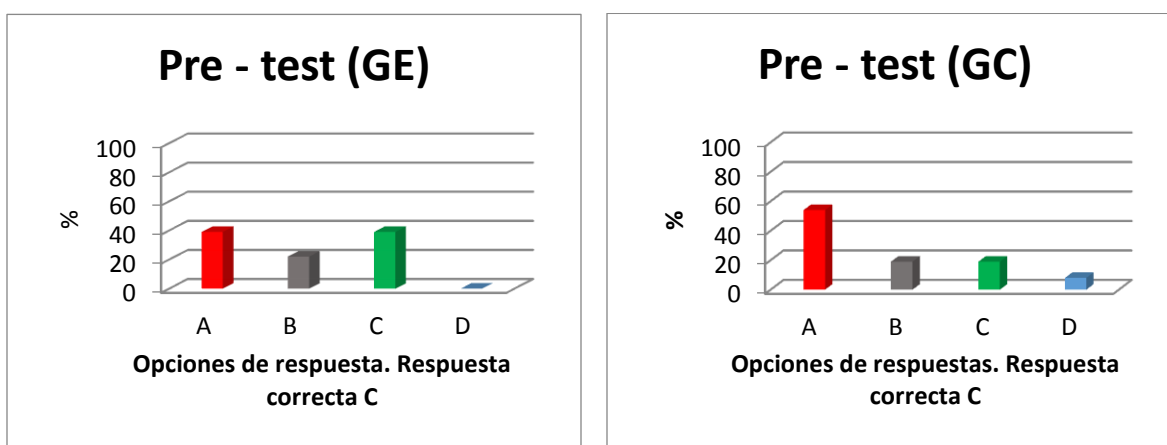 Pre - test (GE)
100
80
60
40
20
0
%
A B C D
Opciones de respuesta. Respuesta
correcta C
Pre - test (GC)
100
80
60
40
20
0
%
A B C D
Opciones de respuestas. Respuesta
correcta C